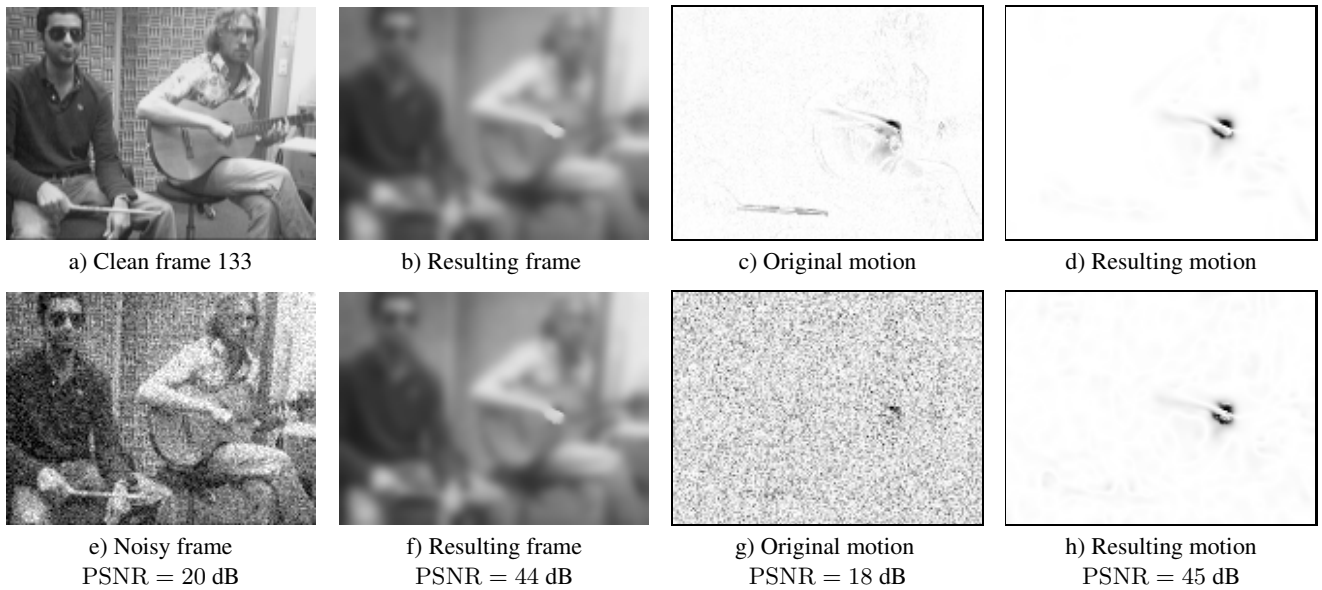 a) Clean frame 133
b) Resulting frame
c) Original motion
d) Resulting motion
e) Noisy frame
PSNR = 20 dB
f) Resulting frame
PSNR = 44 dB
g) Original motion
PSNR = 18 dB
h) Resulting motion
PSNR = 45 dB